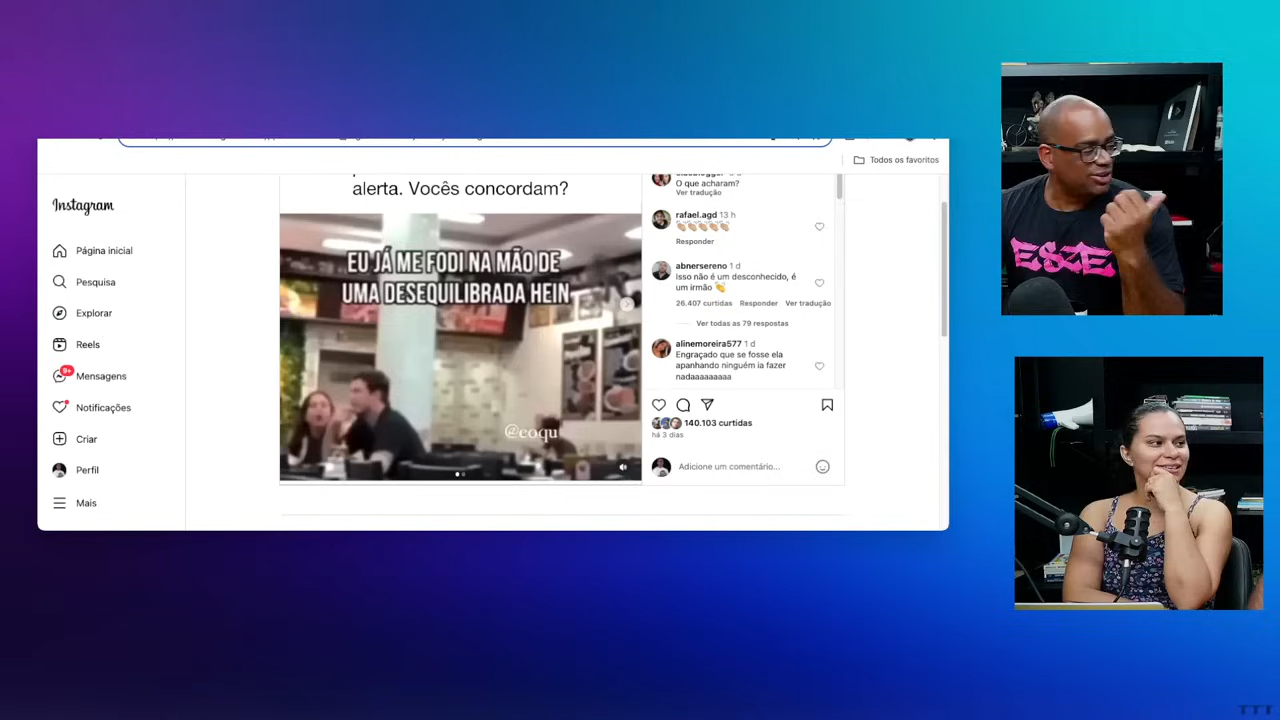 Todos os favoritos
Instagram
Página inicial
Pesquisa
Explorar
Reels
9+
Mensagens
Notificações
Criar
Perfil
Mais
alerta. Vocês concordam?
EU JÁ ME FODI NA MÃO DE
UMA DESEQUILIBRADA HEIN
@coqu
O que acharam?
Ver tradução
rafael.agd 13 h
👏🏼👏🏼👏🏼👏🏼👏🏼
Responder
abnersereno 1 d
Isso não é um desconhecido, é
um irmão 👏
26.407 curtidas Responder Ver tradução
Ver todas as 79 respostas
alinemoreira577 1 d
Engraçado que se fosse ela
apanhando ninguém ia fazer
nadaaaaaaaaa
140.103 curtidas
há 3 dias
Adicione um comentário...
ESZE